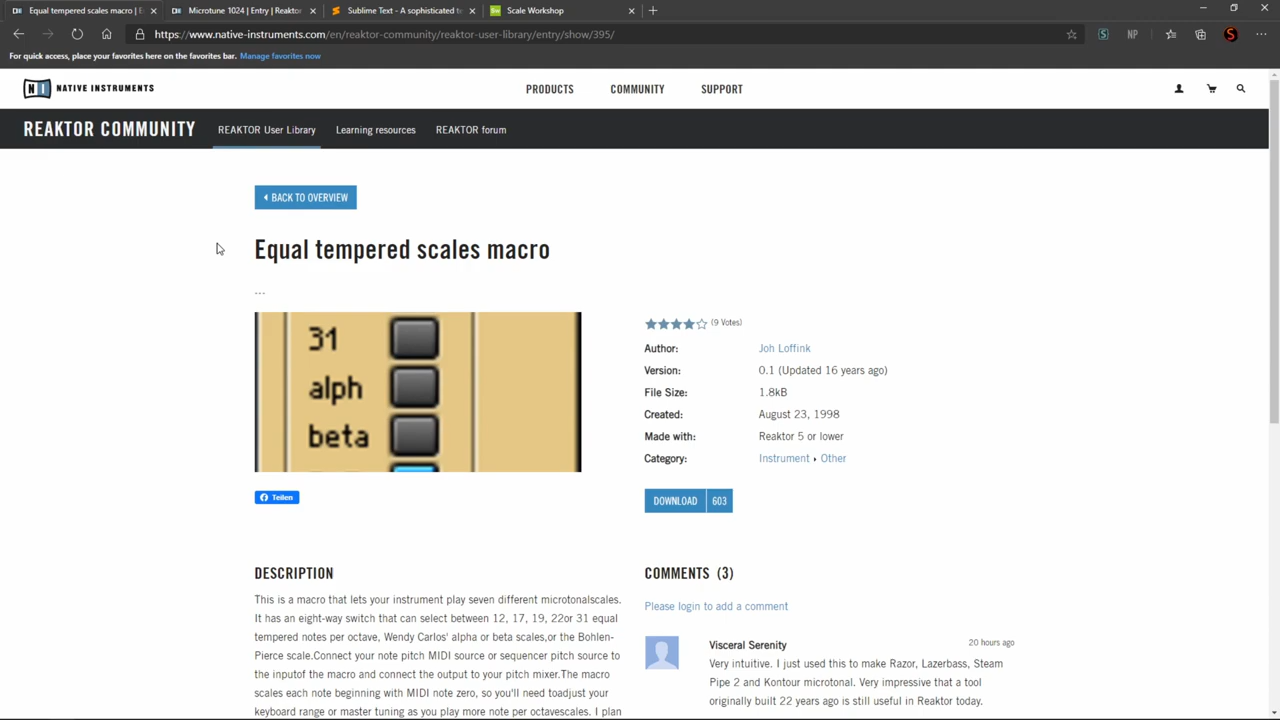 Equal tempered scales macro | E
Microtune 1024 | Entry | Reaktor
Sublime Text - A sophisticated te
Scale Workshop
https://www.native-instruments.com/en/reaktor-community/reaktor-user-library/entry/show/395/
NP
S
For quick access, place your favorites here on the favorites bar. Manage favorites now
NI NATIVE INSTRUMENTS
PRODUCTS
COMMUNITY
SUPPORT
REAKTOR COMMUNITY
REAKTOR User Library
Learning resources
REAKTOR forum
BACK TO OVERVIEW
Equal tempered scales macro
...
31
alph
beta
Teilen
(9 Votes)
Author: Joh Loffink
Version: 0.1 (Updated 16 years ago)
File Size: 1.8kB
Created: August 23, 1998
Made with: Reaktor 5 or lower
Category: Instrument ▸ Other
DOWNLOAD 603
DESCRIPTION
This is a macro that lets your instrument play seven different microtonalscales.
It has an eight-way switch that can select between 12, 17, 19, 22or 31 equal
tempered notes per octave, Wendy Carlos' alpha or beta scales,or the Bohlen-
Pierce scale.Connect your note pitch MIDI source or sequencer pitch source to
the inputof the macro and connect the output to your pitch mixer.The macro
scales each note beginning with MIDI note zero, so you'll need toadjust your
keyboard range or master tuning as you play more note per octavescales. I plan
COMMENTS (3)
Please login to add a comment
Visceral Serenity
20 hours ago
Very intuitive. I just used this to make Razor, Lazerbass, Steam
Pipe 2 and Kontour microtonal. Very impressive that a tool
originally built 22 years ago is still useful in Reaktor today.